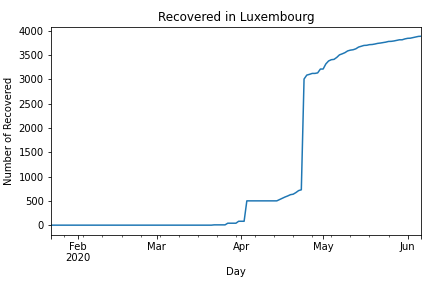 Recovered in Luxembourg
Number of Recovered
4000
3500
3000
2500
2000
1500
1000
500
0
Feb
2020
Mar
Apr
May
Jun
Day